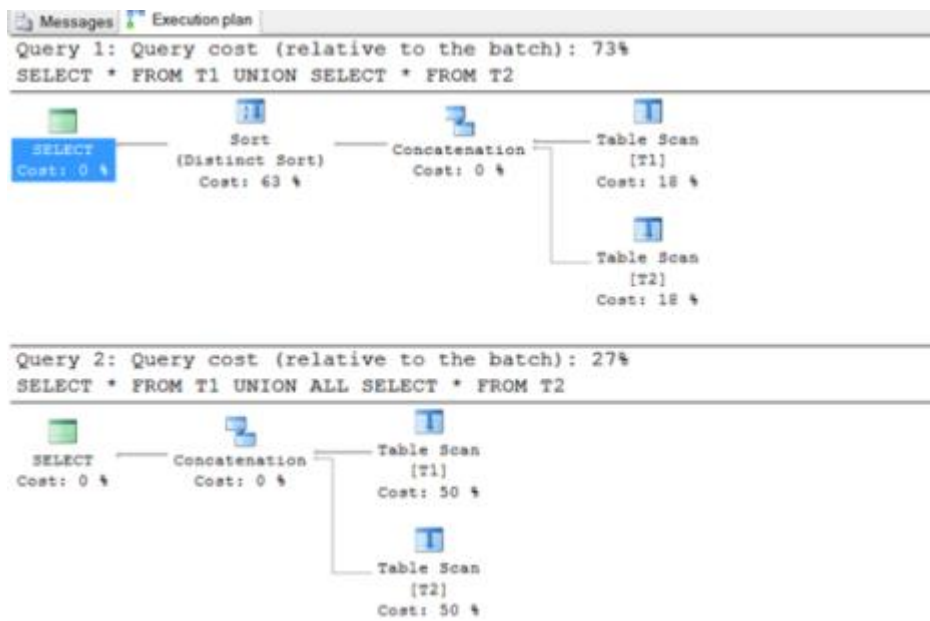 Messages Execution plan
Query 1: Query cost (relative to the batch): 73%
SELECT * FROM T1 UNION SELECT * FROM T2
SELECT
Cost: 0 %
Sort
(Distinct Sort)
Cost: 63 %
Concatenation
Cost: 0 %
Table Scan
[T1]
Cost: 18 %
Table Scan
[T2]
Cost: 18 %
Query 2: Query cost (relative to the batch): 27%
SELECT * FROM T1 UNION ALL SELECT * FROM T2
SELECT
Cost: 0 %
Concatenation
Cost: 0 %
Table Scan
[T1]
Cost: 50 %
Table Scan
[T2]
Cost: 50 %